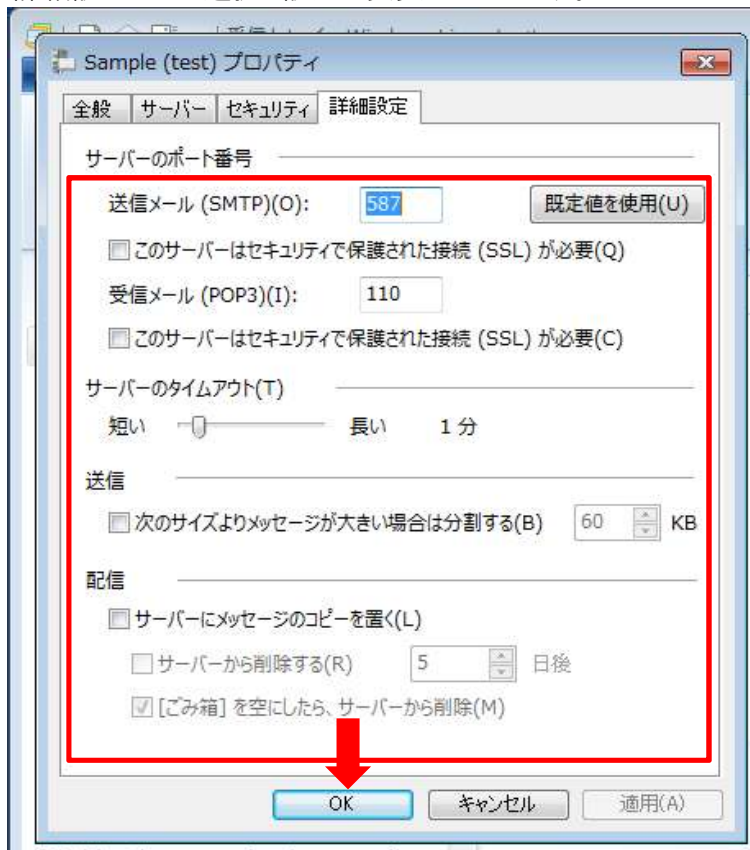 Sample (test) プロパティ
全般 サーバー セキュリティ 詳細設定
サーバーのポート番号
送信メール (SMTP)(O): 587 既定値を使用(U)
このサーバーはセキュリティで保護された接続 (SSL) が必要(Q)
受信メール (POP3)(I): 110
このサーバーはセキュリティで保護された接続 (SSL) が必要(C)
サーバーのタイムアウト(T)
短い 長い 1 分
送信
次のサイズよりメッセージが大きい場合は分割する(B) 60 KB
配信
サーバーにメッセージのコピーを置く(L)
サーバーから削除する(R) 5 日後
[ごみ箱] を空にしたら、サーバーから削除(M)
OK キャンセル 適用(A)